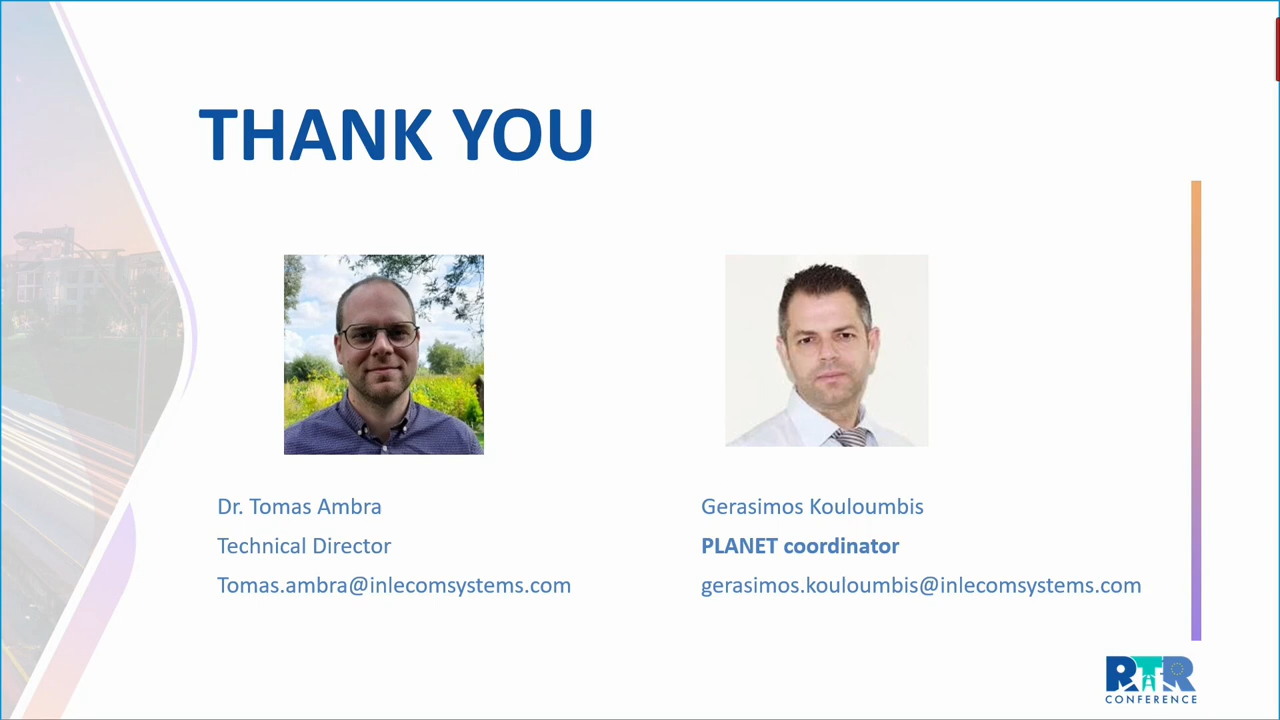 THANK YOU
Dr. Tomas Ambra
Technical Director
Tomas.ambra@inlecomsystems.com
Gerasimos Kouloumbis
PLANET coordinator
gerasimos.kouloumbis@inlecomsystems.com
RTR
CONFERENCE